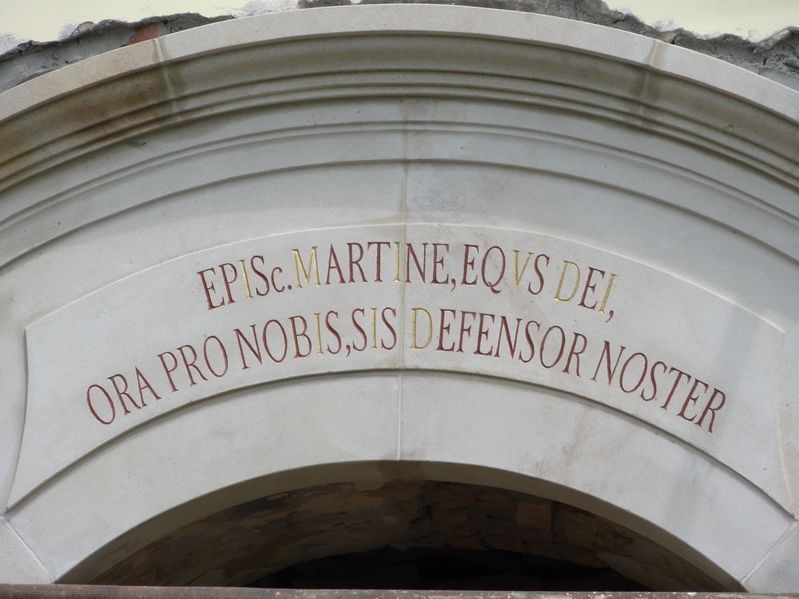 EPISc. MARTINE, EQVS DEI,
ORA PRO NOBIS, SIS DEFENSOR NOSTER